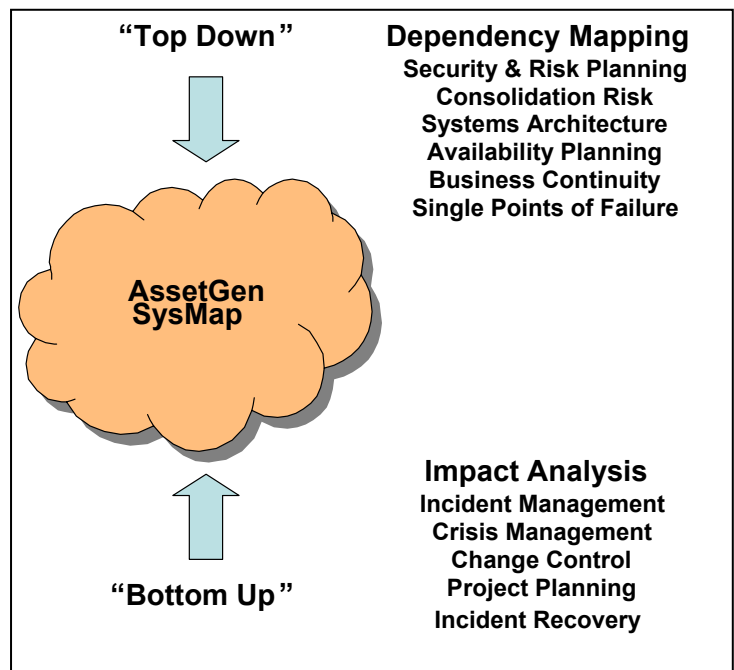 “Top Down”
Dependency Mapping
Security & Risk Planning
Consolidation Risk
Systems Architecture
Availability Planning
Business Continuity
Single Points of Failure
AssetGen
SysMap
Impact Analysis
Incident Management
Crisis Management
Change Control
Project Planning
Incident Recovery
“Bottom Up”